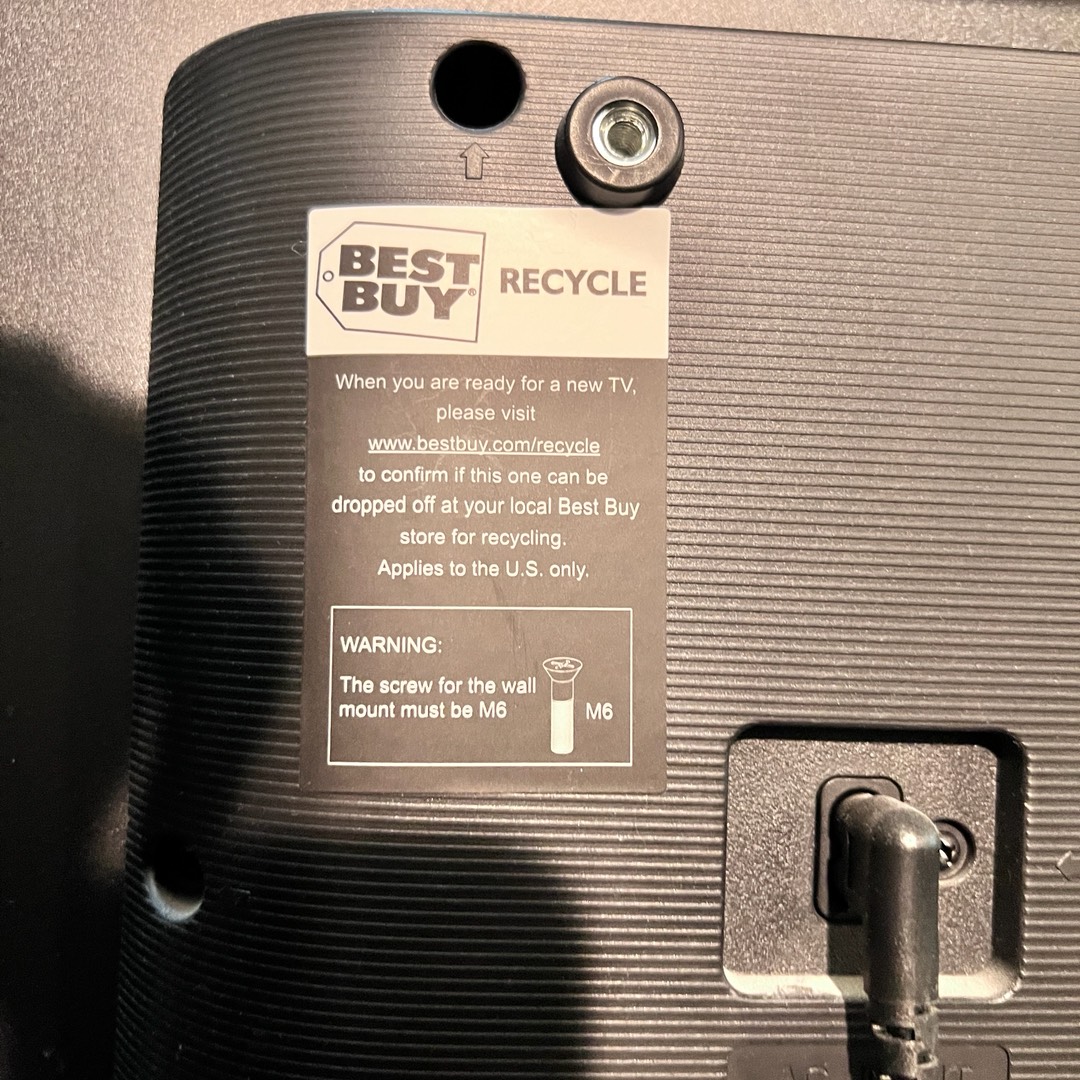 BEST
BUY®
RECYCLE
When you are ready for a new TV,
please visit
www.bestbuy.com/recycle
to confirm if this one can be
dropped off at your local Best Buy
store for recycling.
Applies to the U.S. only.
WARNING:
The screw for the wall
mount must be M6
M6